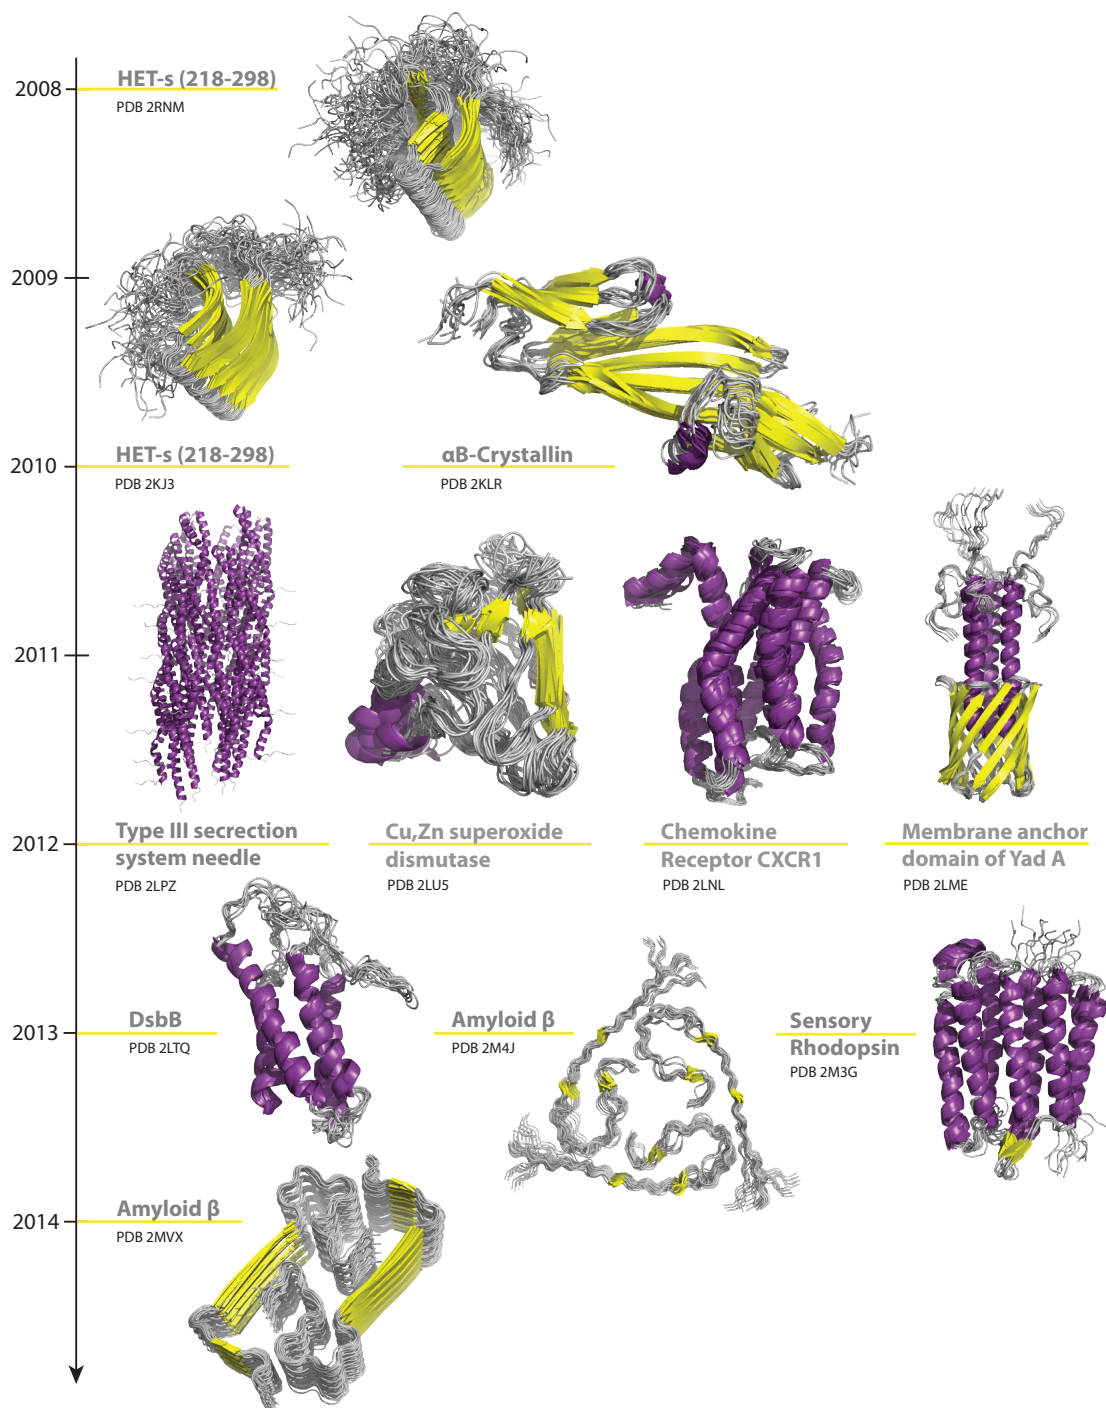 2008
HET-s (218-298)
PDB 2RNM
2009
2010
HET-s (218-298)
PDB 2KJ3
αB-Crystallin
PDB 2KLR
2011
2012
Type III secrection
system needle
PDB 2LPZ
Cu,Zn superoxide
dismutase
PDB 2LU5
Chemokine
Receptor CXCR1
PDB 2LNL
Membrane anchor
domain of Yad A
PDB 2LME
2013
DsbB
PDB 2LTQ
Amyloid β
PDB 2M4J
Sensory
Rhodopsin
PDB 2M3G
2014
Amyloid β
PDB 2MVX